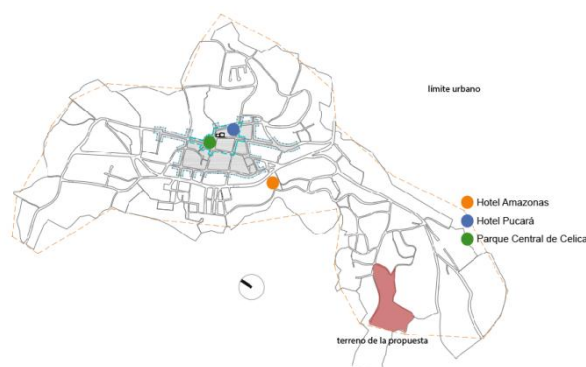 límite urbano
Hotel Amazonas
Hotel Pucará
Parque Central de Celica
terreno de la propuesta